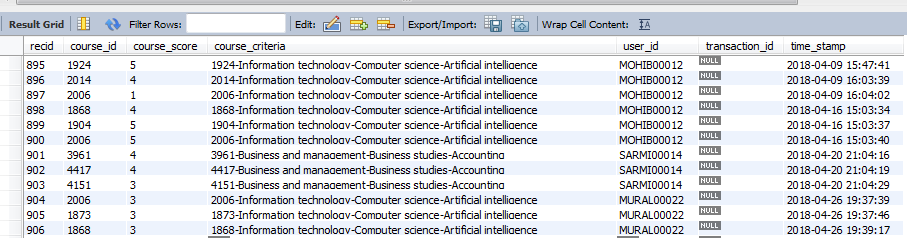 Result Grid Filter Rows: Edit: Export/Import: Wrap Cell Content: IA
recid course_id course_score course_criteria user_id transaction_id time_stamp
895 1924 5 1924-Information technology-Computer science-Artificial intelligence MOHIB00012 NULL 2018-04-09 15:47:41
896 2014 4 2014-Information technology-Computer science-Artificial intelligence MOHIB00012 NULL 2018-04-09 16:03:39
897 2006 1 2006-Information technology-Computer science-Artificial intelligence MOHIB00012 NULL 2018-04-09 16:04:02
898 1868 4 1868-Information technology-Computer science-Artificial intelligence MOHIB00012 NULL 2018-04-16 15:03:34
899 1904 5 1904-Information technology-Computer science-Artificial intelligence MOHIB00012 NULL 2018-04-16 15:03:37
900 2006 5 2006-Information technology-Computer science-Artificial intelligence MOHIB00012 NULL 2018-04-16 15:03:40
901 3961 4 3961-Business and management-Business studies-Accounting SARMI00014 NULL 2018-04-20 21:04:16
902 4417 4 4417-Business and management-Business studies-Accounting SARMI00014 NULL 2018-04-20 21:04:19
903 4151 3 4151-Business and management-Business studies-Accounting SARMI00014 NULL 2018-04-20 21:04:29
904 2006 3 2006-Information technology-Computer science-Artificial intelligence MURAL00022 NULL 2018-04-26 19:37:39
905 1873 3 1873-Information technology-Computer science-Artificial intelligence MURAL00022 NULL 2018-04-26 19:37:46
906 1868 3 1868-Information technology-Computer science-Artificial intelligence MURAL00022 NULL 2018-04-26 19:39:17